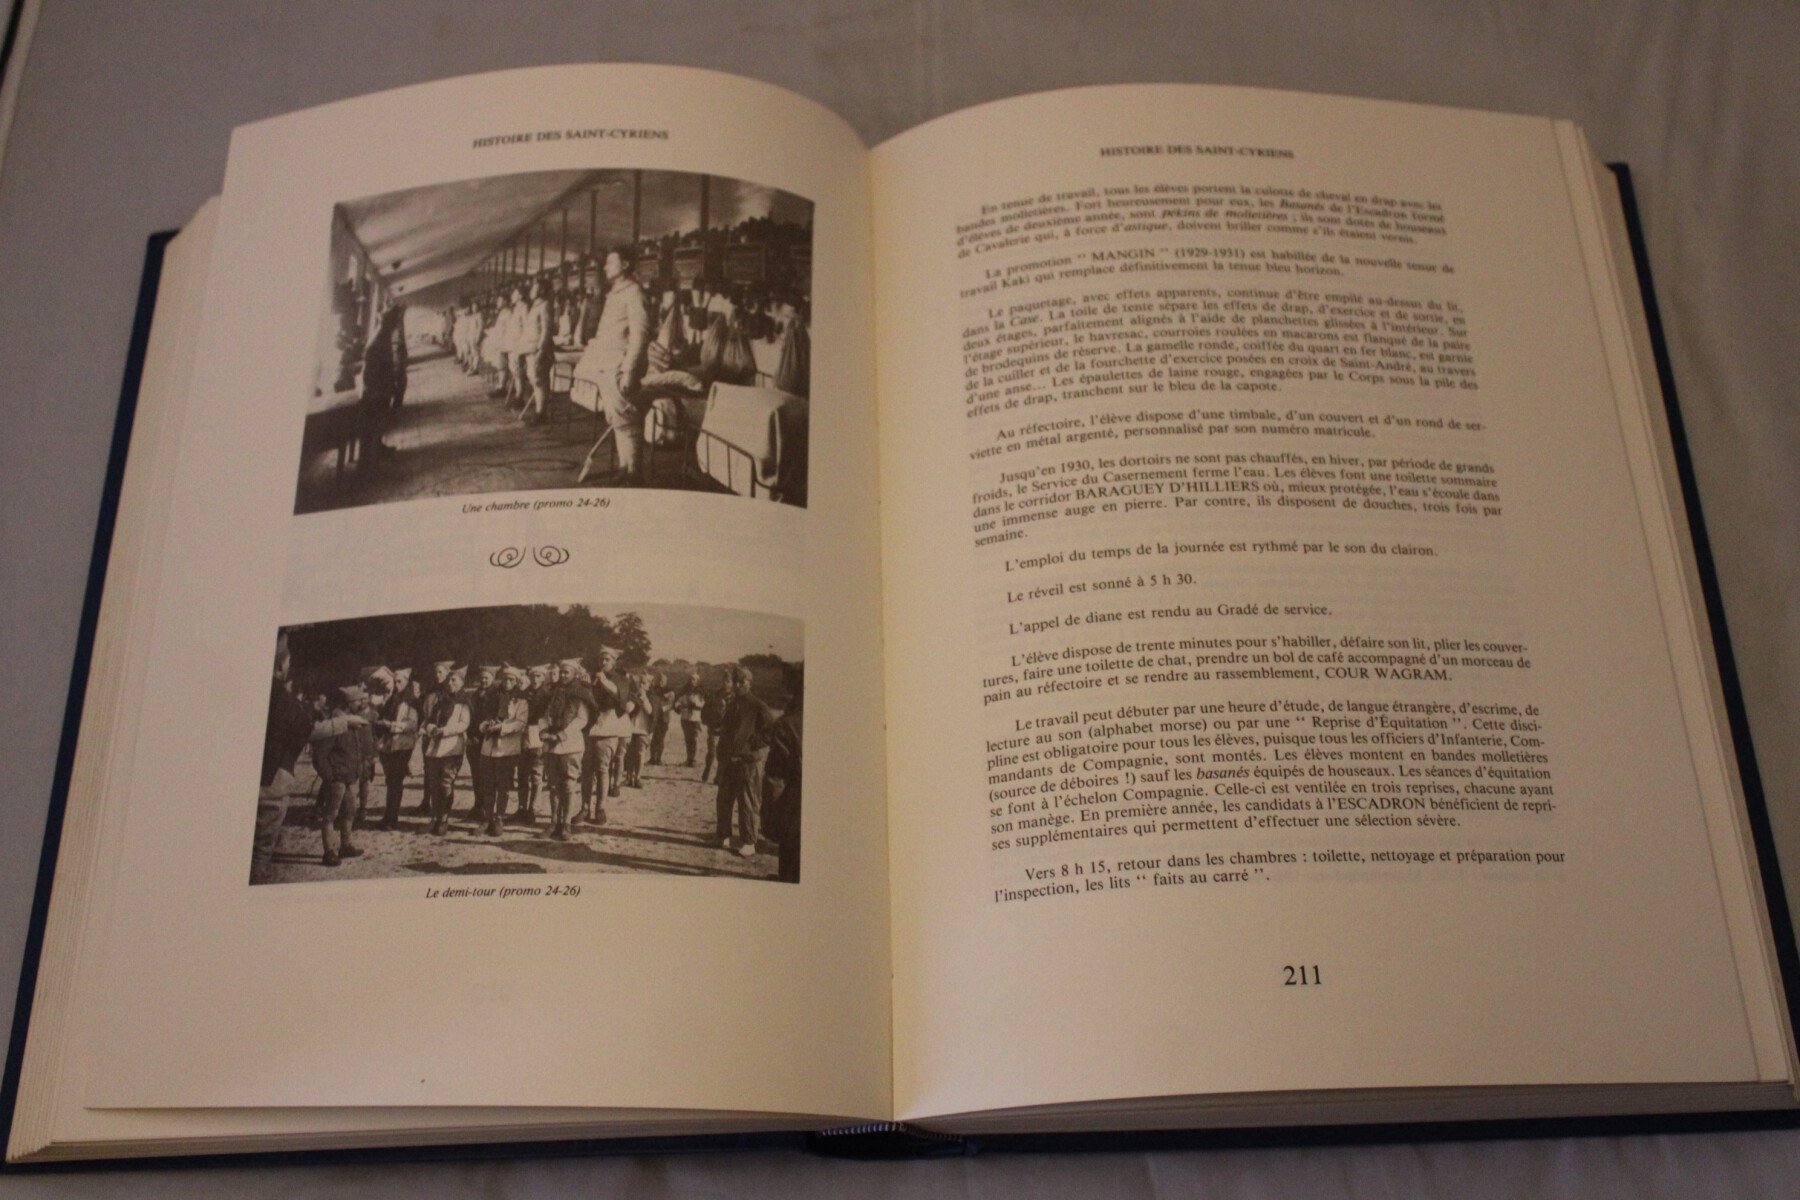 HISTOIRE DES SAINT-CYRIENS
Une chambre (promo 24-26)
Le demi-tour (promo 24-26)
HISTOIRE DES SAINT-CYRIENS
En tenue de travail, tous les élèves portent la culotte de cheval en drap avec les
bandes molletières. Fort heureusement pour eux, les Basanés de l'Escadron formé
d'élèves de deuxième année, sont pékins de molletières ; ils sont dotés de houseaux
de Cavalerie qui, à force d'astique, doivent briller comme s'ils étaient vernis.
La promotion “ MANGIN ” (1929-1931) est habillée de la nouvelle tenue de
travail Kaki qui remplace définitivement la tenue bleu horizon.
Le paquetage, avec effets apparents, continue d'être empilé au-dessus du lit,
dans la Case. La toile de tente sépare les effets de drap, d'exercice et de sortie, en
deux étages, parfaitement alignés à l'aide de planchettes glissées à l'intérieur. Sur
l'étage supérieur, le havresac, courroies roulées en macarons est flanqué de la paire
de brodequins de réserve. La gamelle ronde, coiffée du quart en fer blanc, est garnie
de la cuiller et de la fourchette d'exercice posées en croix de Saint-André, au travers
d'une anse... Les épaulettes de laine rouge, engagées par le Corps sous la pile des
effets de drap, tranchent sur le bleu de la capote.
Au réfectoire, l'élève dispose d'une timbale, d'un couvert et d'un rond de ser-
viette en métal argenté, personnalisé par son numéro matricule.
Jusqu'en 1930, les dortoirs ne sont pas chauffés, en hiver, par période de grands
froids, le Service du Casernement ferme l'eau. Les élèves font une toilette sommaire
dans le corridor BARAGUEY D'HILLIERS où, mieux protégée, l'eau s'écoule dans
une immense auge en pierre. Par contre, ils disposent de douches, trois fois par
semaine.
L'emploi du temps de la journée est rythmé par le son du clairon.
Le réveil est sonné à 5 h 30.
L'appel de diane est rendu au Gradé de service.
L'élève dispose de trente minutes pour s'habiller, défaire son lit, plier les couver-
tures, faire une toilette de chat, prendre un bol de café accompagné d'un morceau de
pain au réfectoire et se rendre au rassemblement, COUR WAGRAM.
Le travail peut débuter par une heure d'étude, de langue étrangère, d'escrime, de
lecture au son (alphabet morse) ou par une “ Reprise d'Équitation ”. Cette disci-
pline est obligatoire pour tous les élèves, puisque tous les officiers d'Infanterie, Com-
mandants de Compagnie, sont montés. Les élèves montent en bandes molletières
(source de déboires !) sauf les basanés équipés de houseaux. Les séances d'équitation
se font à l'échelon Compagnie. Celle-ci est ventilée en trois reprises, chacune ayant
son manège. En première année, les candidats à l'ESCADRON bénéficient de repri-
ses supplémentaires qui permettent d'effectuer une sélection sévère.
Vers 8 h 15, retour dans les chambres : toilette, nettoyage et préparation pour
l'inspection, les lits “ faits au carré ”.
211